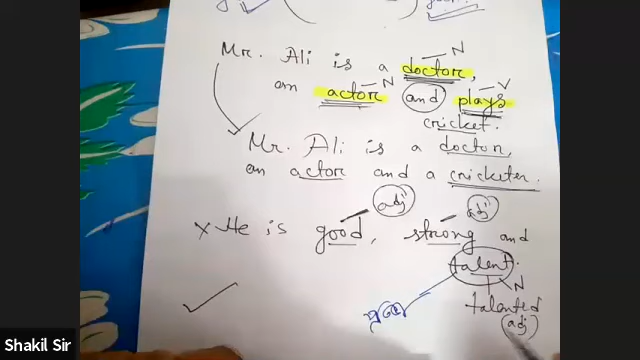 Mr. Ali is a doctor, N
an actor N and plays V
cricket.
Mr. Ali is a doctor,
an actor and a cricketer.
adj adj
x He is good, strong and
talent.
N
talented
adj
Shakil Sir